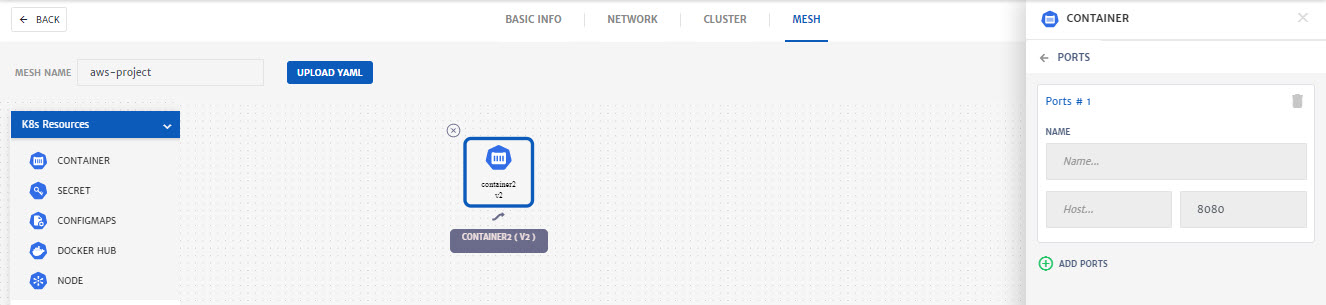 BACK
BASIC INFO
NETWORK
CLUSTER
MESH
MESH NAME
aws-project
UPLOAD YAML
K8s Resources
CONTAINER
SECRET
CONFIGMAPS
DOCKER HUB
NODE
container2
v2
CONTAINER2 ( V2 )
CONTAINER
PORTS
Ports # 1
NAME
Name...
Host...
8080
ADD PORTS